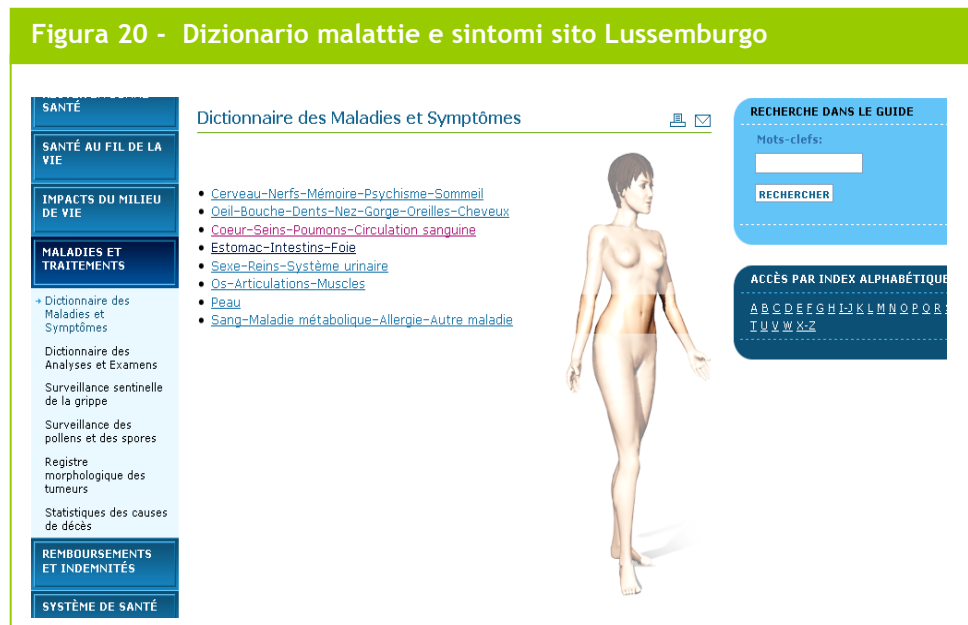 Figura 20 - Dizionario malattie e sintomi sito Lussemburgo
SANTÉ
SANTÉ AU FIL DE LA
VIE
IMPACTS DU MILIEU
DE VIE
MALADIES ET
TRAITEMENTS
Dictionnaire des
Maladies et
Symptômes
Dictionnaire des
Analyses et Examens
Surveillance sentinelle
de la grippe
Surveillance des
pollens et des spores
Registre
morphologique des
tumeurs
Statistiques des causes
de décès
REMBOURSEMENTS
ET INDEMNITÉS
SYSTÈME DE SANTÉ
Dictionnaire des Maladies et Symptômes
Cerveau-Nerfs-Mémoire-Psychisme-Sommeil
Oeil-Bouche-Dents-Nez-Gorge-Oreilles-Cheveux
Coeur-Seins-Poumons-Circulation sanguine
Estomac-Intestins-Foie
Sexe-Reins-Système urinaire
Os-Articulations-Muscles
Peau
Sang-Maladie métabolique-Allergie-Autre maladie
RECHERCHE DANS LE GUIDE
Mots-clefs:
RECHERCHER
ACCÈS PAR INDEX ALPHABÉTIQUE
A B C D E F G H I-J K L M N O P Q R
T U V W X-Z